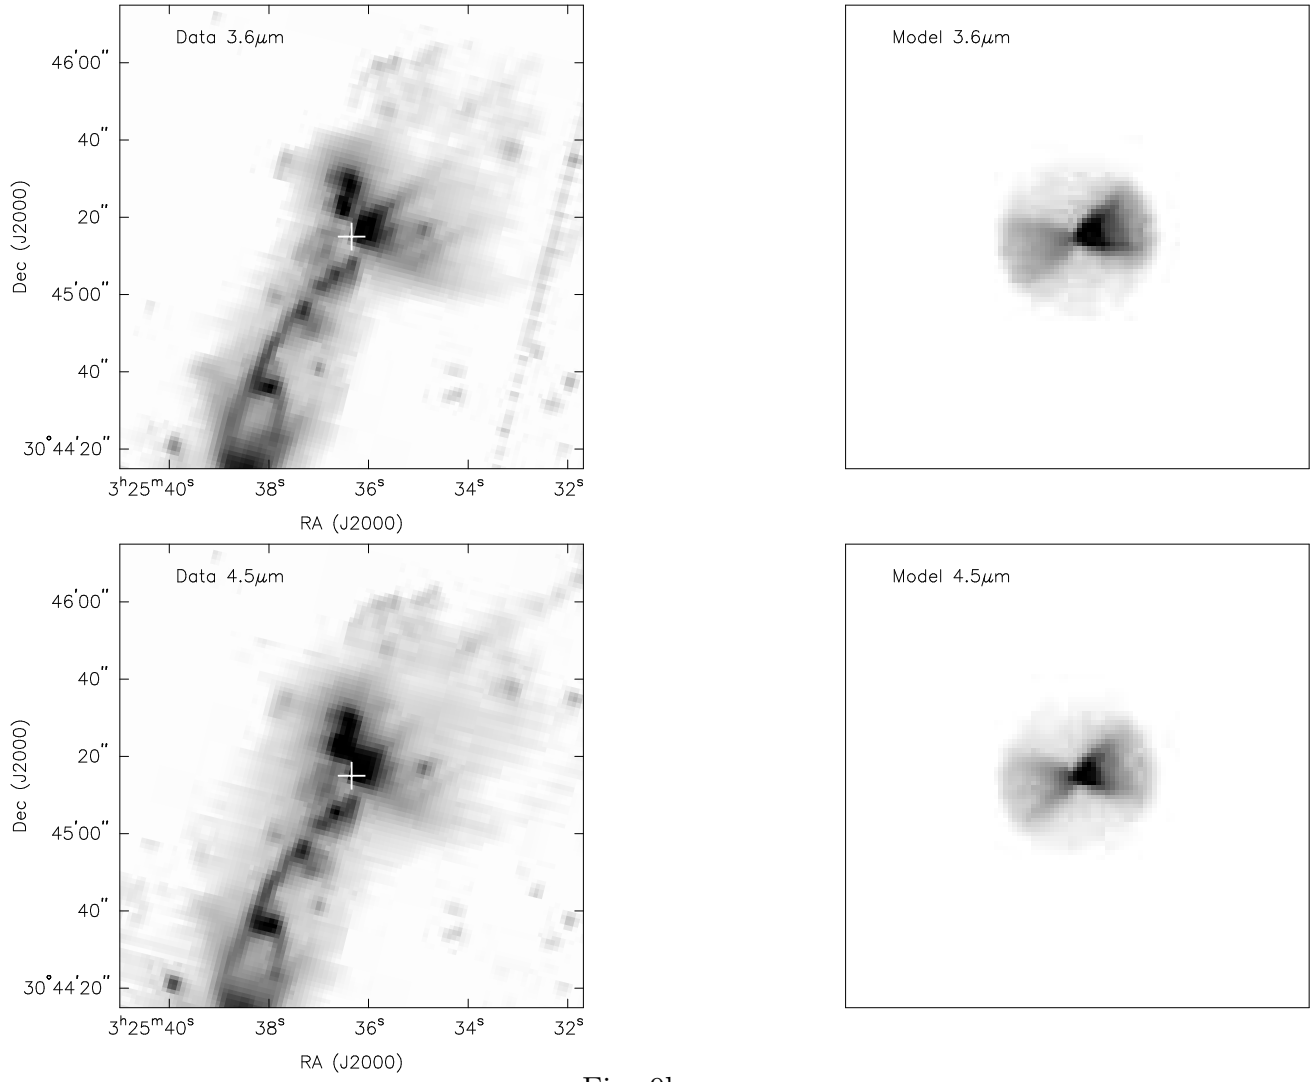 Data 3.6μm
Model 3.6μm
46'00"
40"
20"
45'00"
40"
30°44'20"
Dec (J2000)
3h25m40s 38s 36s 34s 32s
RA (J2000)
Data 4.5μm
Model 4.5μm
46'00"
40"
20"
45'00"
40"
30°44'20"
Dec (J2000)
3h25m40s 38s 36s 34s 32s
RA (J2000)